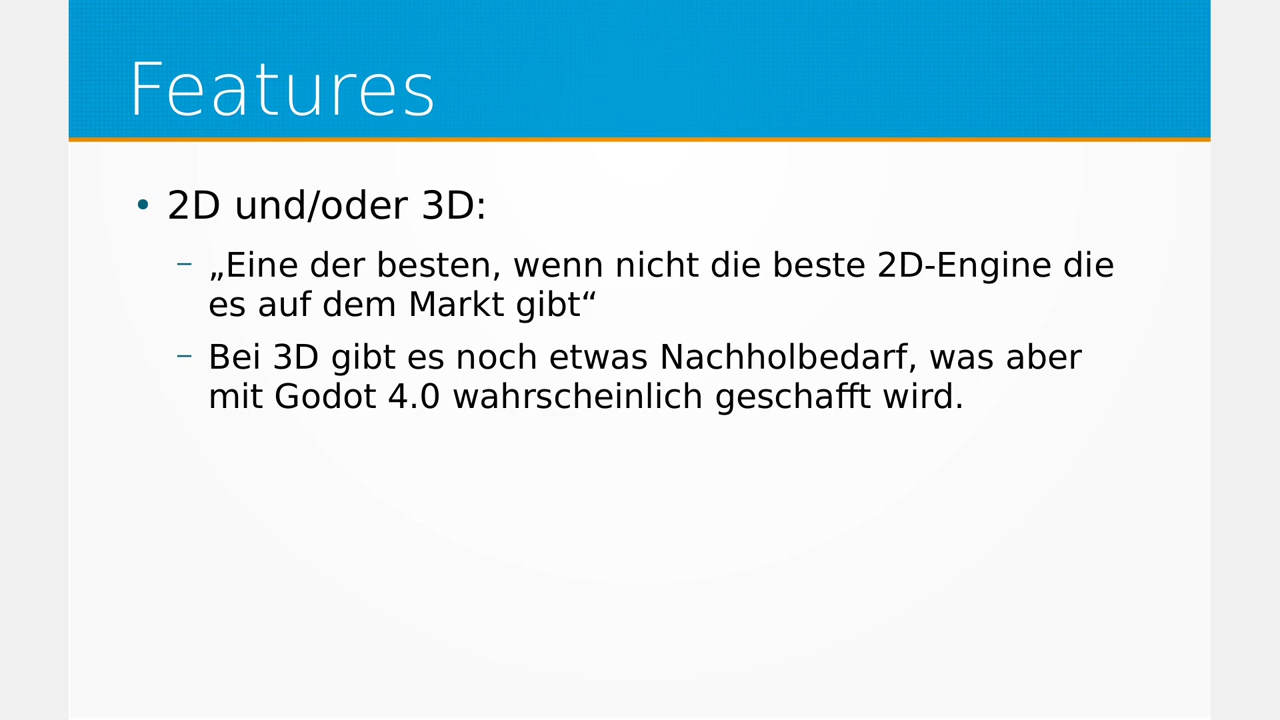 Features
• 2D und/oder 3D:
– „Eine der besten, wenn nicht die beste 2D-Engine die
es auf dem Markt gibt“
– Bei 3D gibt es noch etwas Nachholbedarf, was aber
mit Godot 4.0 wahrscheinlich geschafft wird.